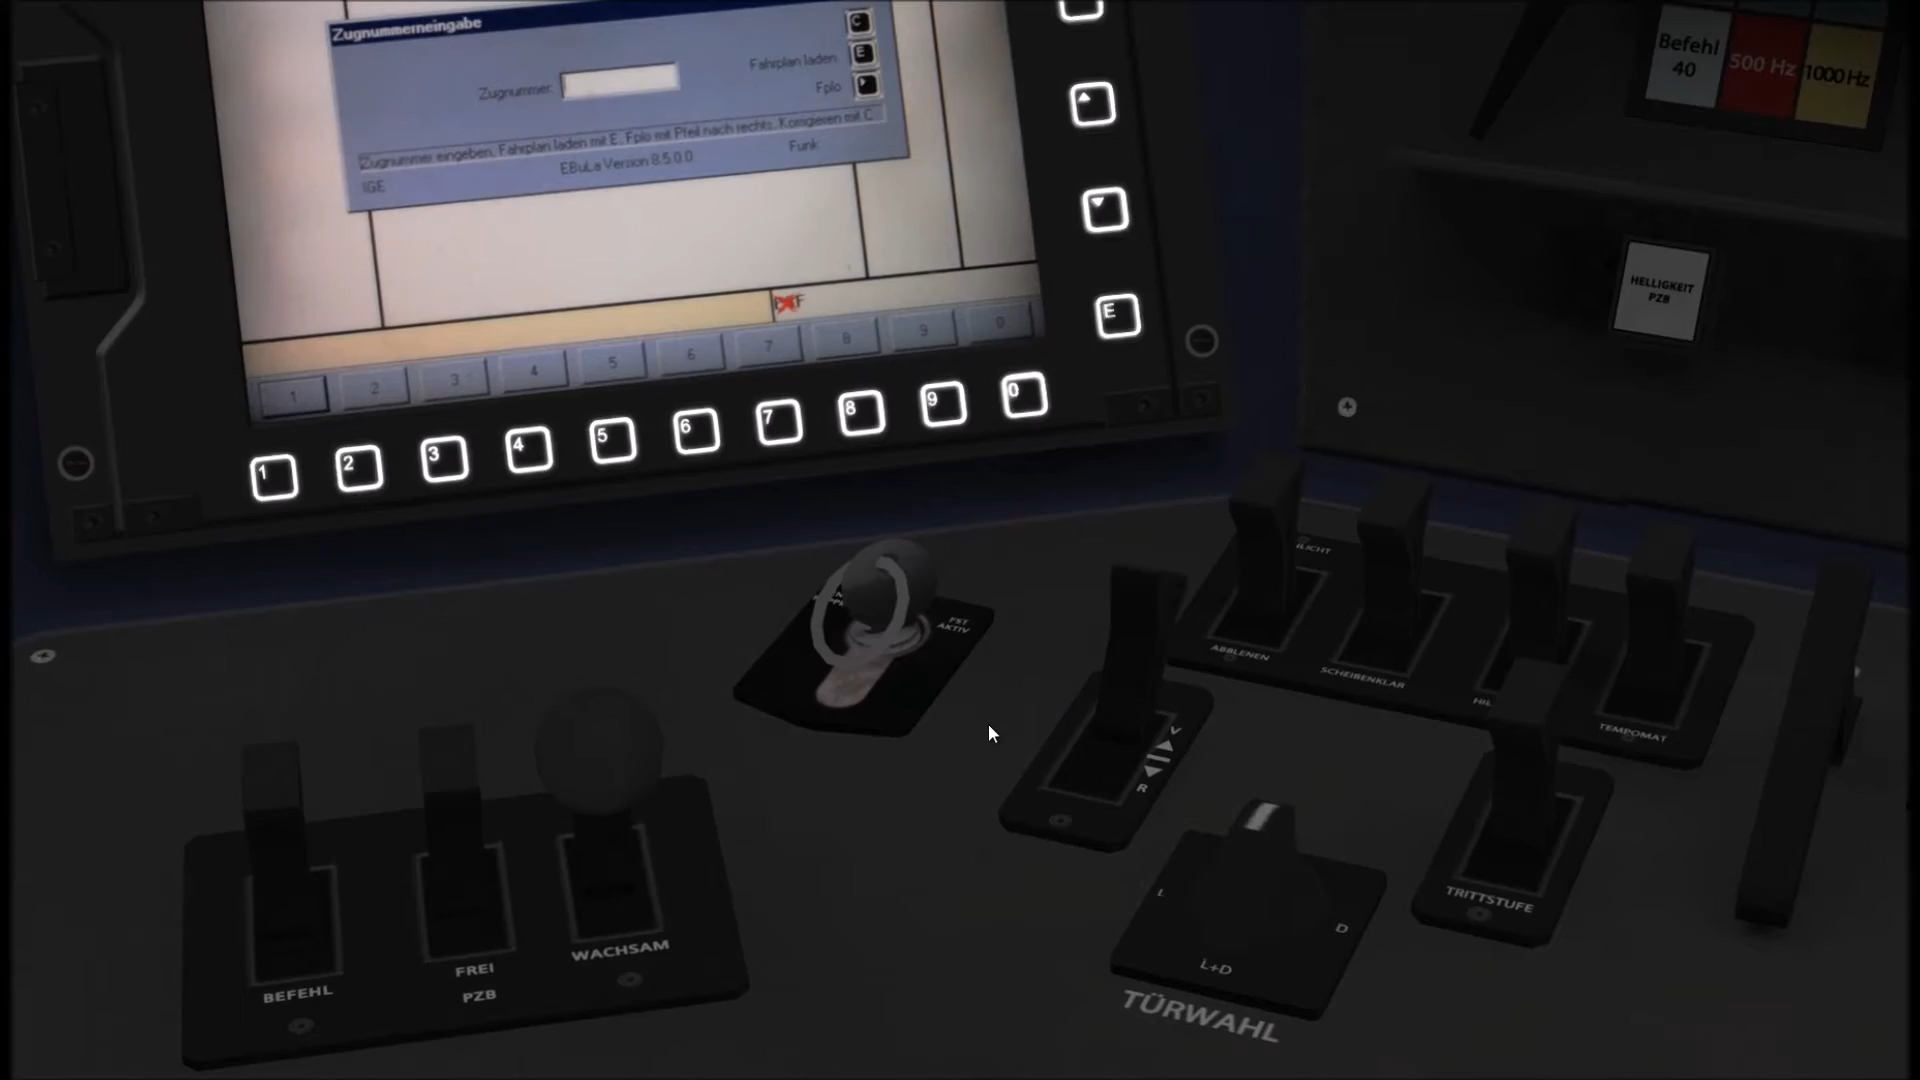 Zugnummerneingabe
C
Fahrplan laden
E
Zugnummer:
Fplo
Zugnummer eingeben, Fahrplan laden mit E, Fplo mit Pfeil nach rechts, Korrigieren mit C
IGE
EBuLa Version 8.5.0.0
Funk
1 2 3 4 5 6 7 8 9 0
E
1 2 3 4 5 6 7 8 9 0
Befehl
40
500 Hz
1000 Hz
HELLIGKEIT
PZB
FST
AKTIV
ABBLENEN
SCHEIBENKLAR
TEMPOMAT
V
R
TRITTSTUFE
L
D
L+D
TÜRWAHL
BEFEHL
FREI
PZB
WACHSAM